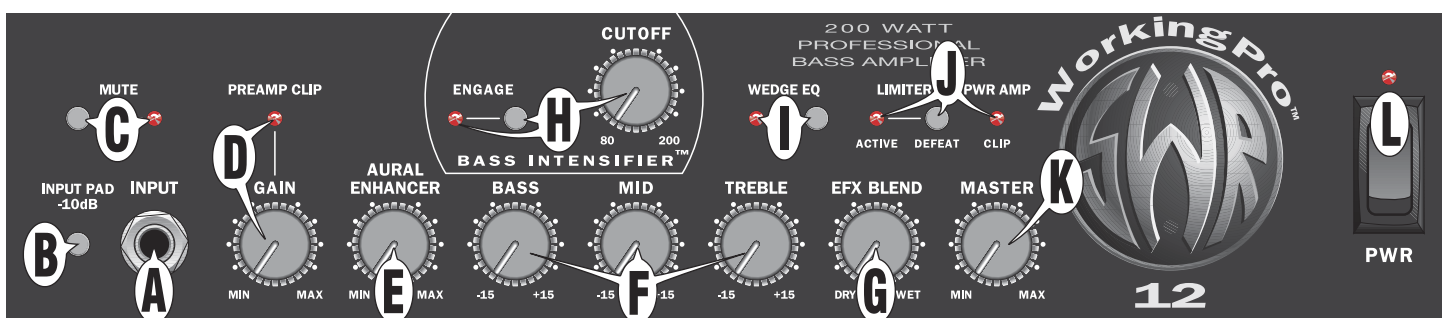 200 WATT
PROFESSIONAL
BASS AMPLIFIER
WorkingPro™
CUTOFF
MUTE
PREAMP CLIP
ENGAGE
WEDGE EQ
LIMITER
PWR AMP
C
H
I
J
L
80
200
ACTIVE
DEFEAT
CLIP
BASS INTENSIFIER™
D
INPUT PAD
-10dB
INPUT
GAIN
AURAL
ENHANCER
BASS
MID
TREBLE
EFX BLEND
MASTER
K
SWR
B
A
E
F
G
PWR
MIN
MAX
MIN
MAX
-15
+15
-15
+15
-15
+15
DRY
WET
MIN
MAX
12